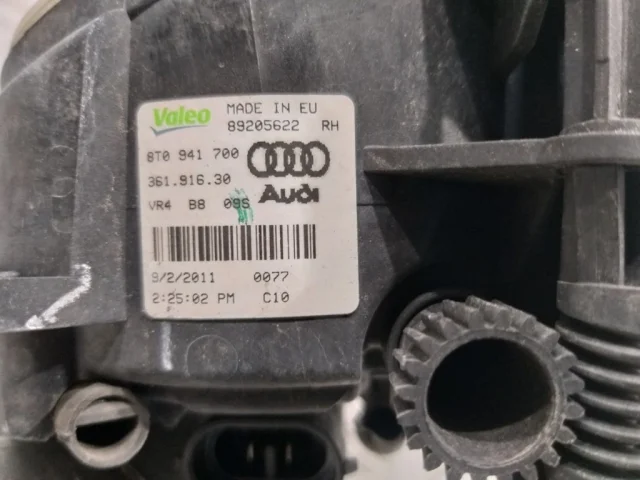 Valeo MADE IN EU
89205622 RH
8T0 941 700
361.916.30
Audi
VR4 B8 09S
9/2/2011 0077
2:25:02 PM C10